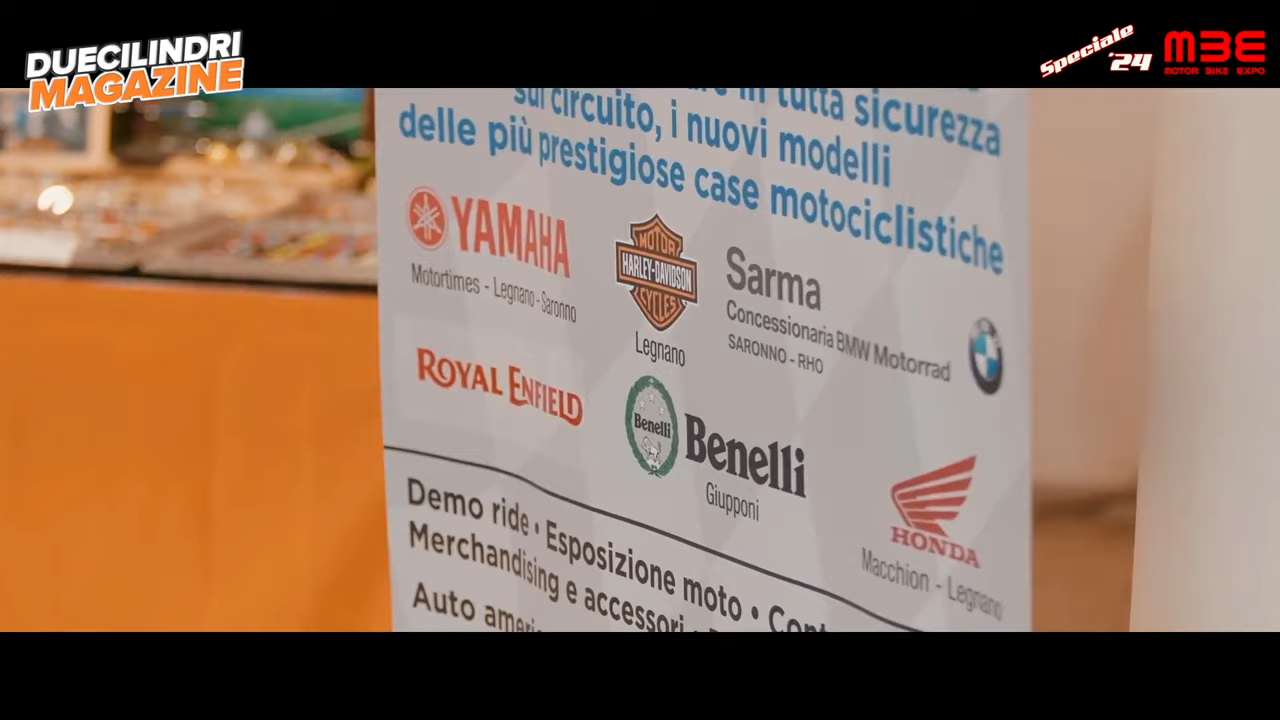 DUECILINDRI
MAGAZINE
Speciale '24
MBE
MOTOR BIKE EXPO
in tutta sicurezza
sul circuito, i nuovi modelli
delle più prestigiose case motociclistiche
YAMAHA
Motortimes - Legnano - Saronno
MOTOR
HARLEY-DAVIDSON
CYCLES
Legnano
Sarma
Concessionaria BMW Motorrad
SARONNO - RHO
BMW
ROYAL ENFIELD
Benelli
Benelli
Giupponi
HONDA
Macchion - Legnano
Demo ride • Esposizione moto •
Merchandising e accessori •
Auto